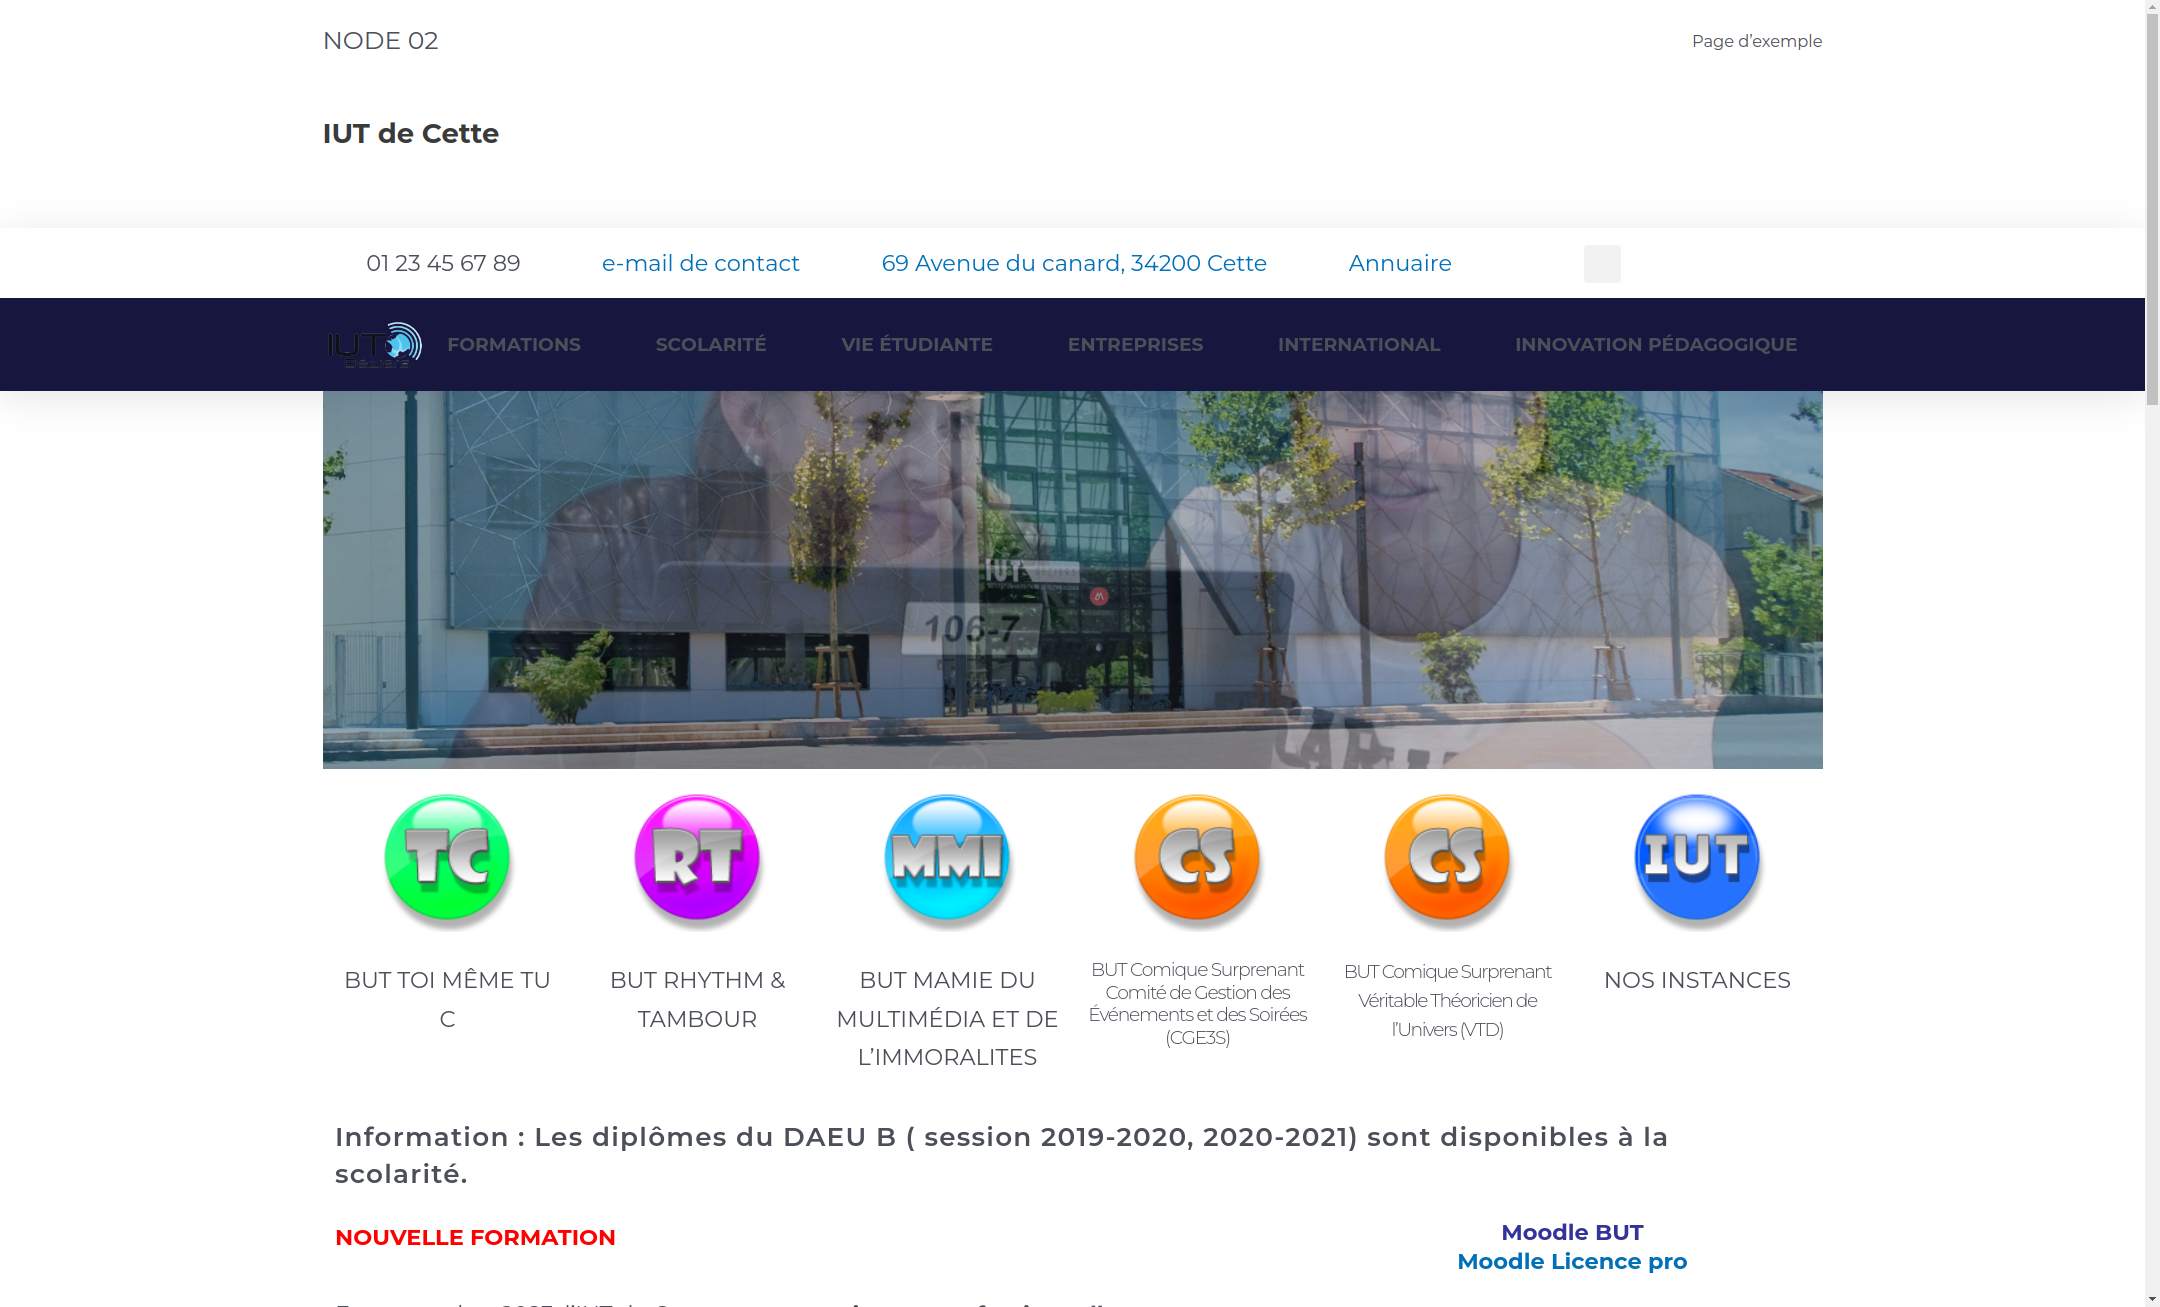 NODE 02
Page d'exemple
IUT de Cette
01 23 45 67 89
e-mail de contact
69 Avenue du canard, 34200 Cette
Annuaire
IUT
Béziers
FORMATIONS
SCOLARITÉ
VIE ÉTUDIANTE
ENTREPRISES
INTERNATIONAL
INNOVATION PÉDAGOGIQUE
IUT
106-7
TC
RT
MMI
CS
CS
IUT
BUT TOI MÊME TU
C
BUT RHYTHM &
TAMBOUR
BUT MAMIE DU
MULTIMÉDIA ET DE
L'IMMORALITES
BUT Comique Surprenant
Comité de Gestion des
Événements et des Soirées
(CGE3S)
BUT Comique Surprenant
Véritable Théoricien de
l'Univers (VTD)
NOS INSTANCES
Information : Les diplômes du DAEU B ( session 2019-2020, 2020-2021) sont disponibles à la
scolarité.
NOUVELLE FORMATION
Moodle BUT
Moodle Licence pro